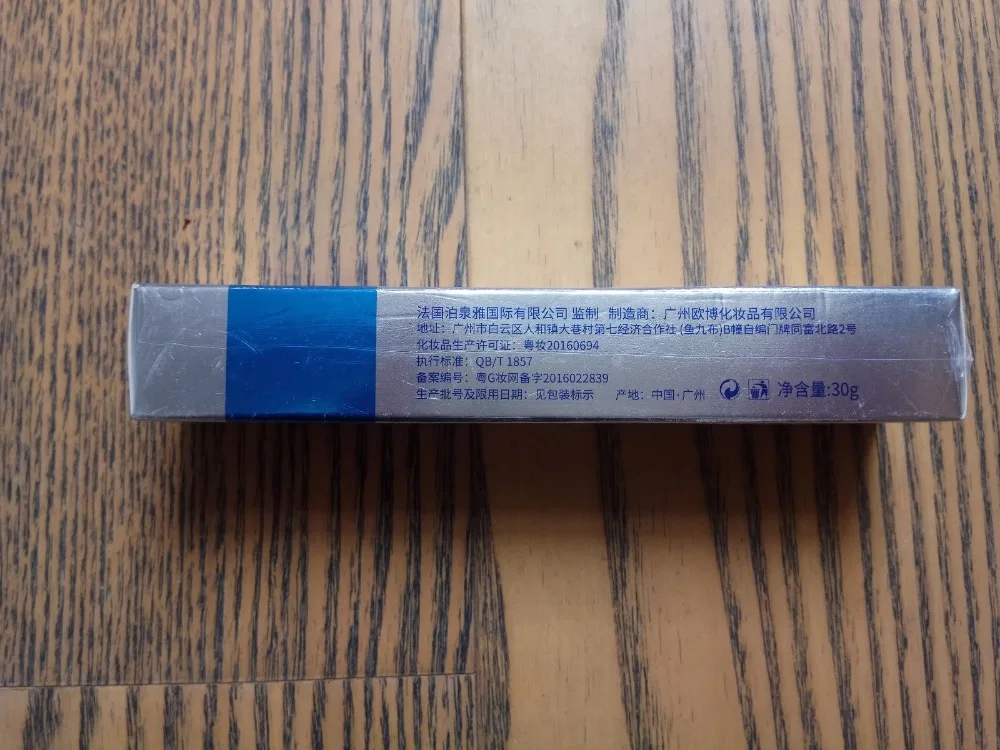 法国泊泉雅国际有限公司 监制 制造商：广州欧博化妆品有限公司
地址：广州市白云区人和镇大巷村第七经济合作社(鱼九布)B幢自编门牌同富北路2号
化妆品生产许可证：粤妆20160694
执行标准：QB/T 1857
备案编号：粤G妆网备字2016022839
生产批号及限用日期：见包装标示 产地：中国·广州 净含量:30g